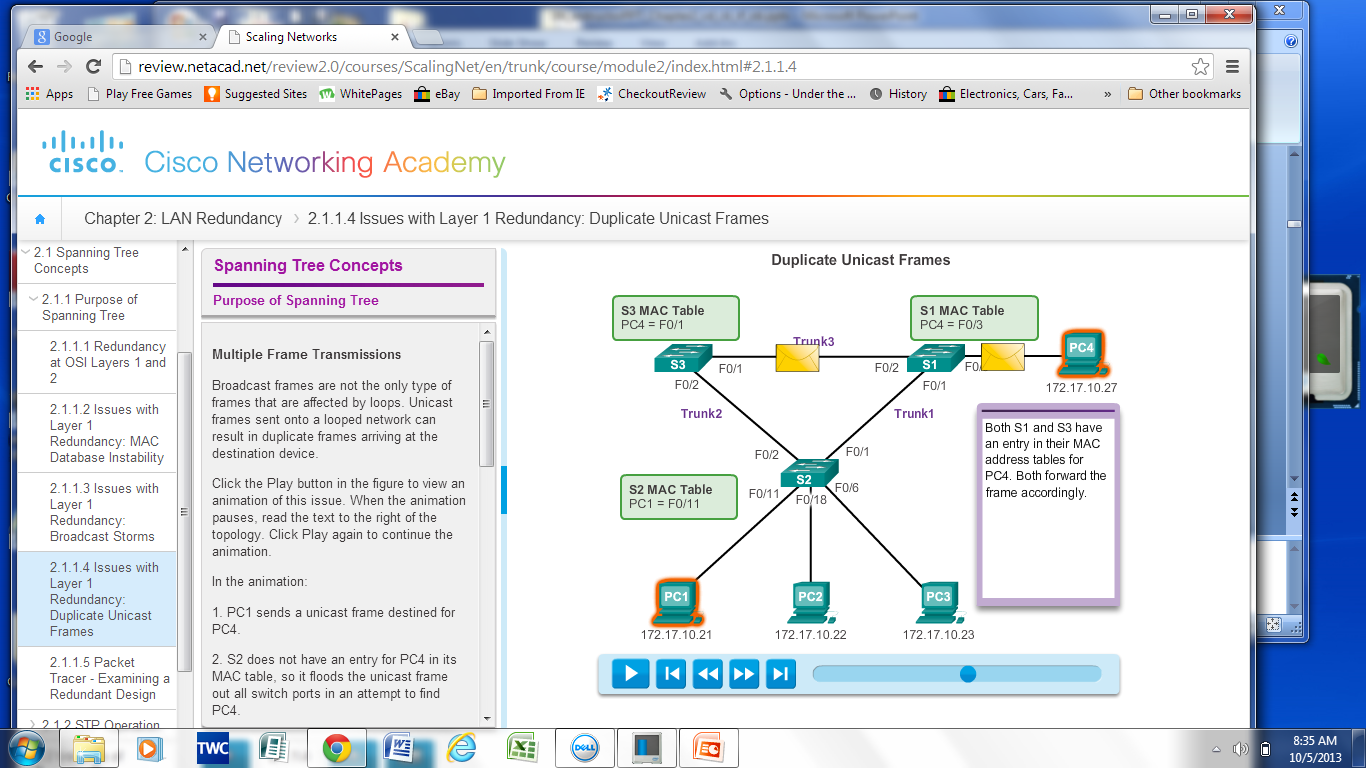 Google
Scaling Networks
review.netacad.net/review2.0/courses/ScalingNet/en/trunk/course/module2/index.html#2.1.1.4
Apps
Play Free Games
Suggested Sites
WhitePages
eBay
Imported From IE
CheckoutReview
Options - Under the ...
History
Electronics, Cars, Fa...
»
Other bookmarks
CISCO
Cisco Networking Academy
Chapter 2: LAN Redundancy
2.1.1.4 Issues with Layer 1 Redundancy: Duplicate Unicast Frames
2.1 Spanning Tree
Concepts
2.1.1 Purpose of
Spanning Tree
2.1.1.1 Redundancy
at OSI Layers 1 and
2
2.1.1.2 Issues with
Layer 1
Redundancy: MAC
Database Instability
2.1.1.3 Issues with
Layer 1
Redundancy:
Broadcast Storms
2.1.1.4 Issues with
Layer 1
Redundancy:
Duplicate Unicast
Frames
2.1.1.5 Packet
Tracer - Examining a
Redundant Design
2.1.2 STP Operation
Spanning Tree Concepts
Purpose of Spanning Tree
Multiple Frame Transmissions
Broadcast frames are not the only type of
frames that are affected by loops. Unicast
frames sent onto a looped network can
result in duplicate frames arriving at the
destination device.
Click the Play button in the figure to view an
animation of this issue. When the animation
pauses, read the text to the right of the
topology. Click Play again to continue the
animation.
In the animation:
1. PC1 sends a unicast frame destined for
PC4.
2. S2 does not have an entry for PC4 in its
MAC table, so it floods the unicast frame
out all switch ports in an attempt to find
PC4.
Duplicate Unicast Frames
S3 MAC Table
PC4 = F0/1
S1 MAC Table
PC4 = F0/3
Trunk3
S3
F0/1
F0/2
S1
F0/
PC4
F0/2
F0/1
172.17.10.27
Trunk2
Trunk1
Both S1 and S3 have
an entry in their MAC
address tables for
PC4. Both forward the
frame accordingly.
F0/2
F0/1
S2
S2 MAC Table
PC1 = F0/11
F0/11
F0/18
F0/6
PC1
PC2
PC3
172.17.10.21
172.17.10.22
172.17.10.23
TWC
DELL
8:35 AM
10/5/2013